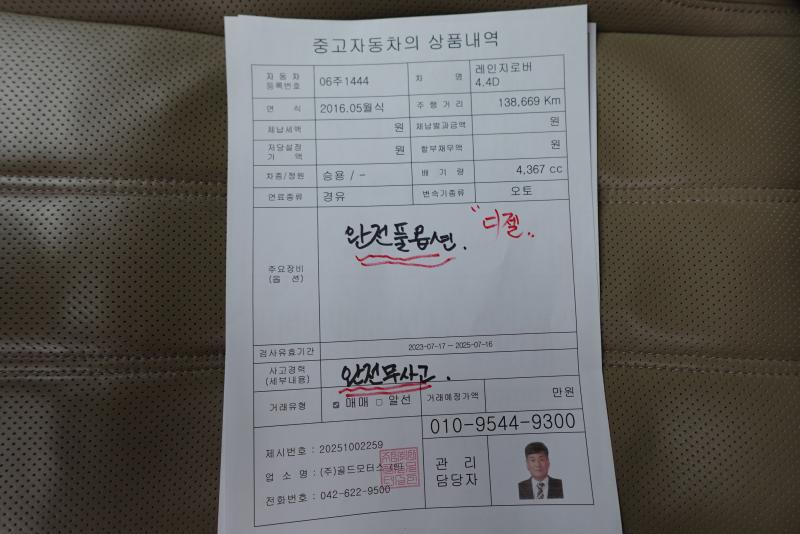 중고자동차의 상품내역
자동차등록번호 06주1444 차 명 레인지로버 4.4D
연 식 2016.05월식 주 행 거 리 138,669 Km
체납세액 원 체납벌과금액 원
저당설정가 액 원 할부채무액 원
차종/정원 승용 / - 배 기 량 4,367 cc
연료종류 경유 변속기종류 오토
주요장비(옵 션) 완전풀옵션. "디젤..
검사유효기간 2023-07-17 ~ 2025-07-16
사고경력(세부내용) 완전무사고.
거래유형 ☑ 매매 □ 알선 거래예정가액 만원
010-9544-9300
제시번호 : 20251002259
업 소 명 : (주)골드모터스
전화번호 : 042-622-9500
관 리
담당자